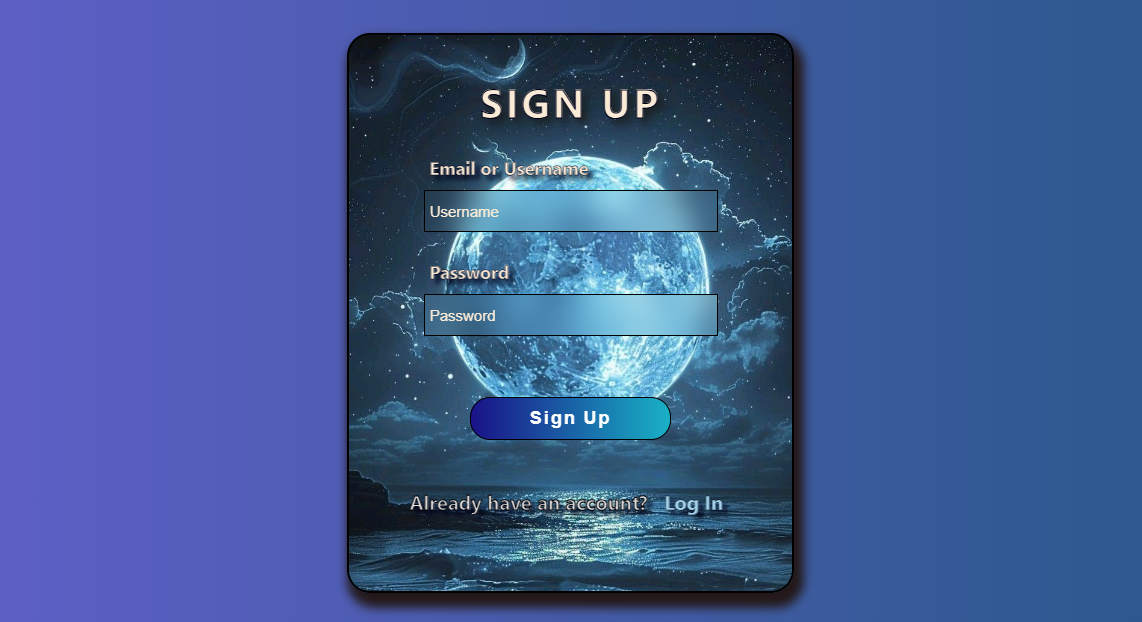 SIGN UP
Email or Username
Username
Password
Password
Sign Up
Already have an account? Log In